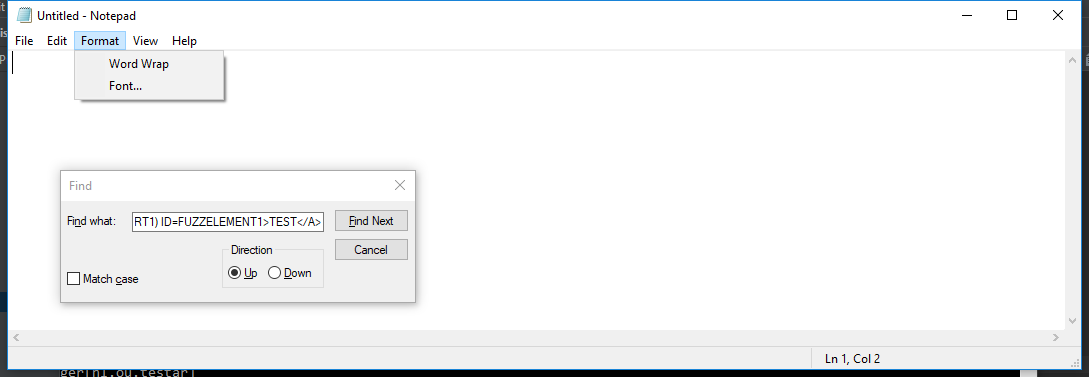 Untitled - Notepad
File Edit Format View Help
Word Wrap
Font...
Find
Find what: RT1) ID=FUZZELEMENT1>TEST</A> Find Next
Direction Cancel
Match case Up Down
Ln 1, Col 2